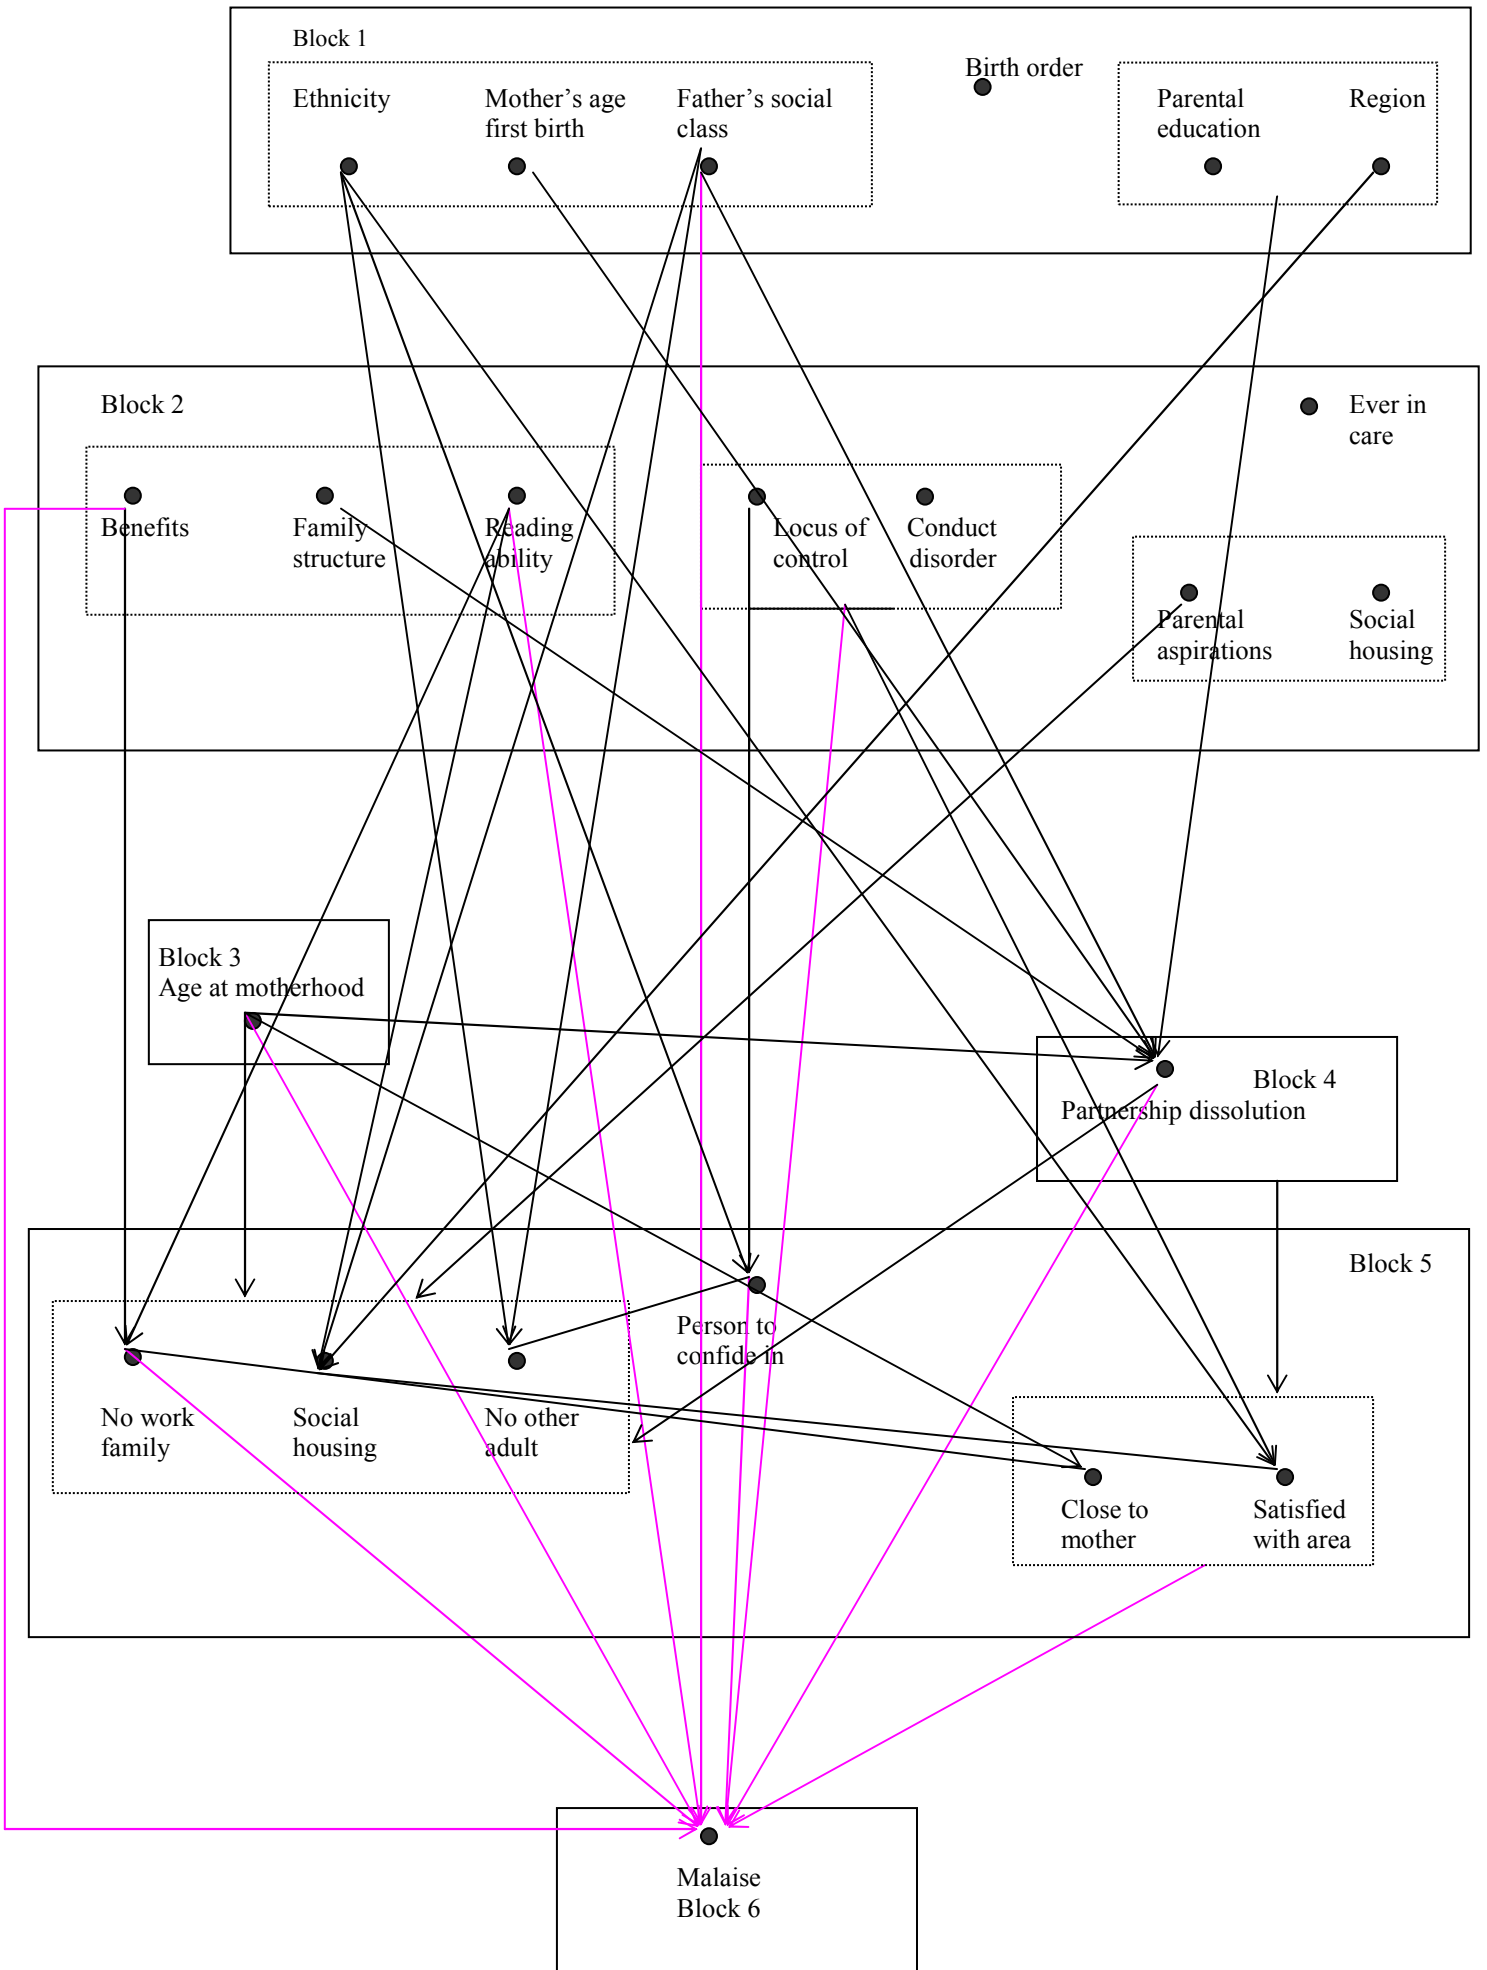 Block 1
Birth order
Ethnicity
Mother’s age
first birth
Father’s social
class
Parental
education
Region
Block 2
Ever in
care
Benefits
Family
structure
Reading
ability
Locus of
control
Conduct
disorder
Parental
aspirations
Social
housing
Block 3
Age at motherhood
Block 4
Partnership dissolution
Block 5
Person to
confide in
No work
family
Social
housing
No other
adult
Close to
mother
Satisfied
with area
Malaise
Block 6